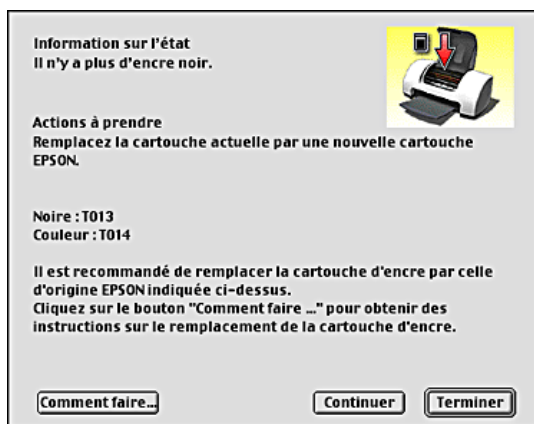 Information sur l'état
Il n'y a plus d'encre noir.
Actions à prendre
Remplacez la cartouche actuelle par une nouvelle cartouche
EPSON.
Noire : T013
Couleur : T014
Il est recommandé de remplacer la cartouche d'encre par celle
d'origine EPSON indiquée ci-dessus.
Cliquez sur le bouton "Comment faire ..." pour obtenir des
instructions sur le remplacement de la cartouche d'encre.
Comment faire...
Continuer
Terminer